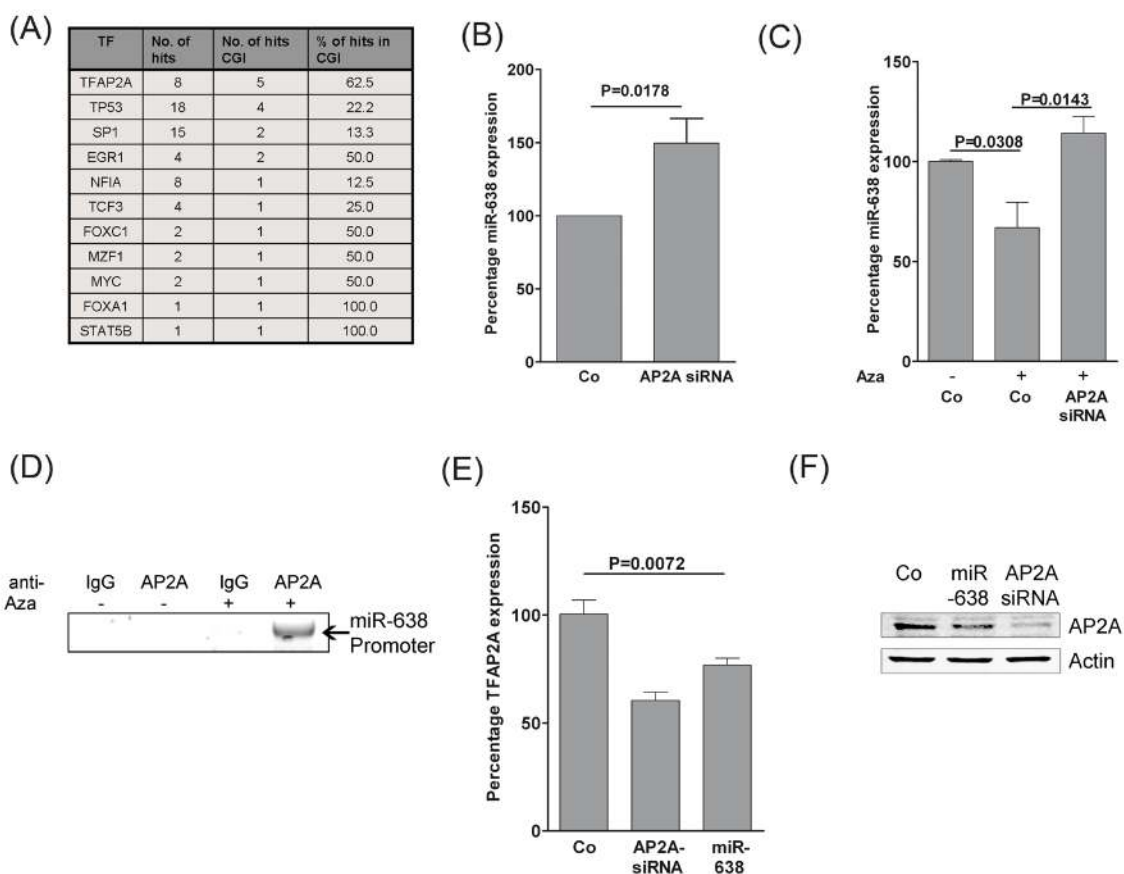 (A)
TF No. of hits No. of hits CGI % of hits in CGI
TFAP2A 8 5 62.5
TP53 18 4 22.2
SP1 15 2 13.3
EGR1 4 2 50.0
NFIA 8 1 12.5
TCF3 4 1 25.0
FOXC1 2 1 50.0
MZF1 2 1 50.0
MYC 2 1 50.0
FOXA1 1 1 100.0
STAT5B 1 1 100.0
(B)
Percentage miR-638 expression
200
150
100
50
0
P=0.0178
Co AP2A siRNA
(C)
Percentage miR-638 expression
150
100
50
0
P=0.0143
P=0.0308
Aza - + +
Co Co AP2A
siRNA
(D)
anti- IgG AP2A IgG AP2A
Aza - - + +
miR-638
Promoter
(E)
Percentage TFAP2A expression
150
100
50
0
P=0.0072
Co AP2A- miR-
siRNA 638
(F)
Co miR AP2A
-638 siRNA
AP2A
Actin